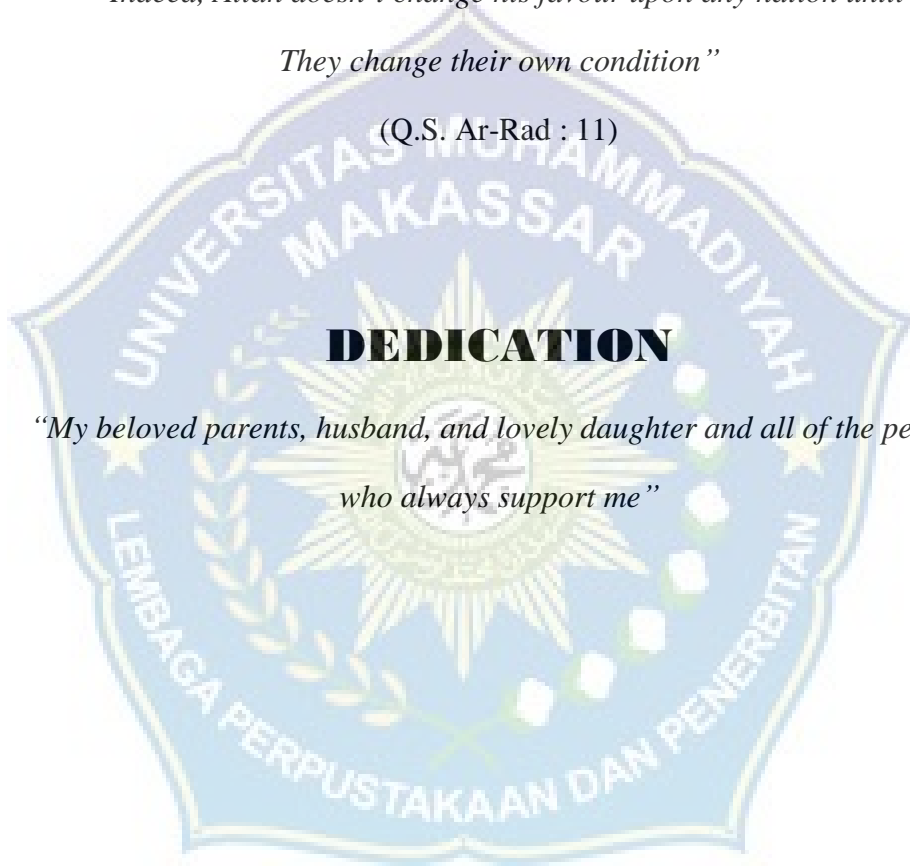 Indeed, Allah doesn’t change his favour upon any nation until
They change their own condition”
(Q.S. Ar-Rad : 11)
UNIVERSITAS MUHAMMADIYAH
MAKASSAR
DEDICATION
“My beloved parents, husband, and lovely daughter and all of the pe
who always support me”
LEMBAGA PERPUSTAKAAN DAN PENERBITAN